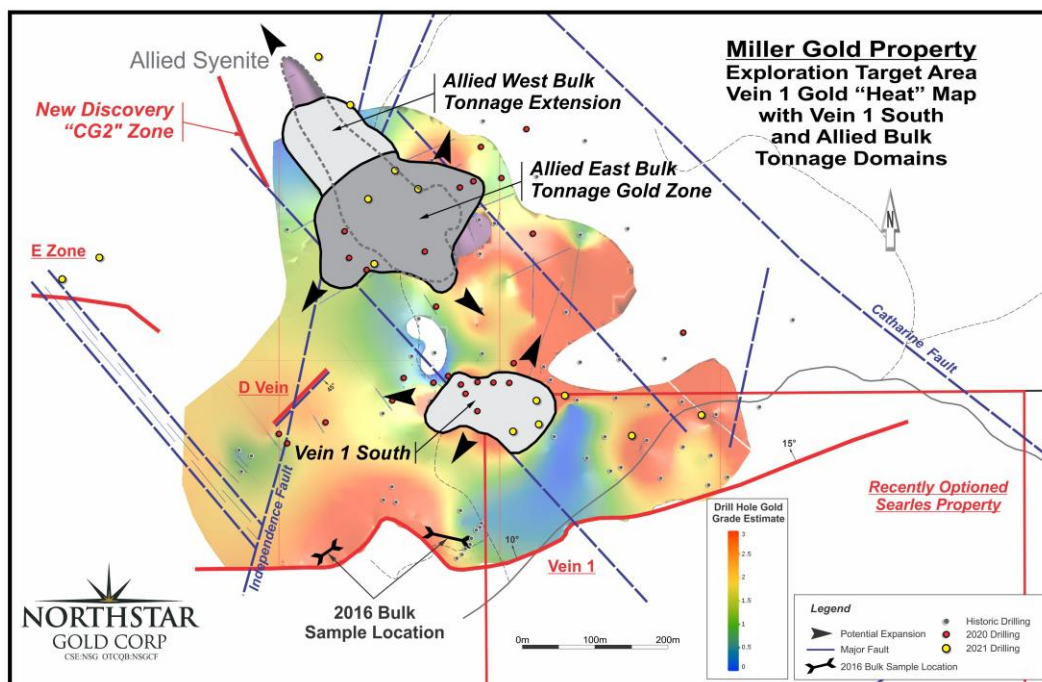 Miller Gold Property
Exploration Target Area
Vein 1 Gold “Heat” Map
with Vein 1 South
and Allied Bulk
Tonnage Domains
Allied Syenite
New Discovery
“CG2" Zone
Allied West Bulk
Tonnage Extension
Allied East Bulk
Tonnage Gold Zone
N
E Zone
Catharine Fault
D Vein
45°
Vein 1 South
Independence Fault
15°
Recently Optioned
Searles Property
10°
Vein 1
2016 Bulk
Sample Location
NORTHSTAR
GOLD CORP
CSE:NSG OTCQB:NSGCF
0m 100m 200m
Drill Hole Gold
Grade Estimate
3
2.5
2
1.5
1
0.5
0
Legend
Potential Expansion
Major Fault
2016 Bulk Sample Location
Historic Drilling
2020 Drilling
2021 Drilling